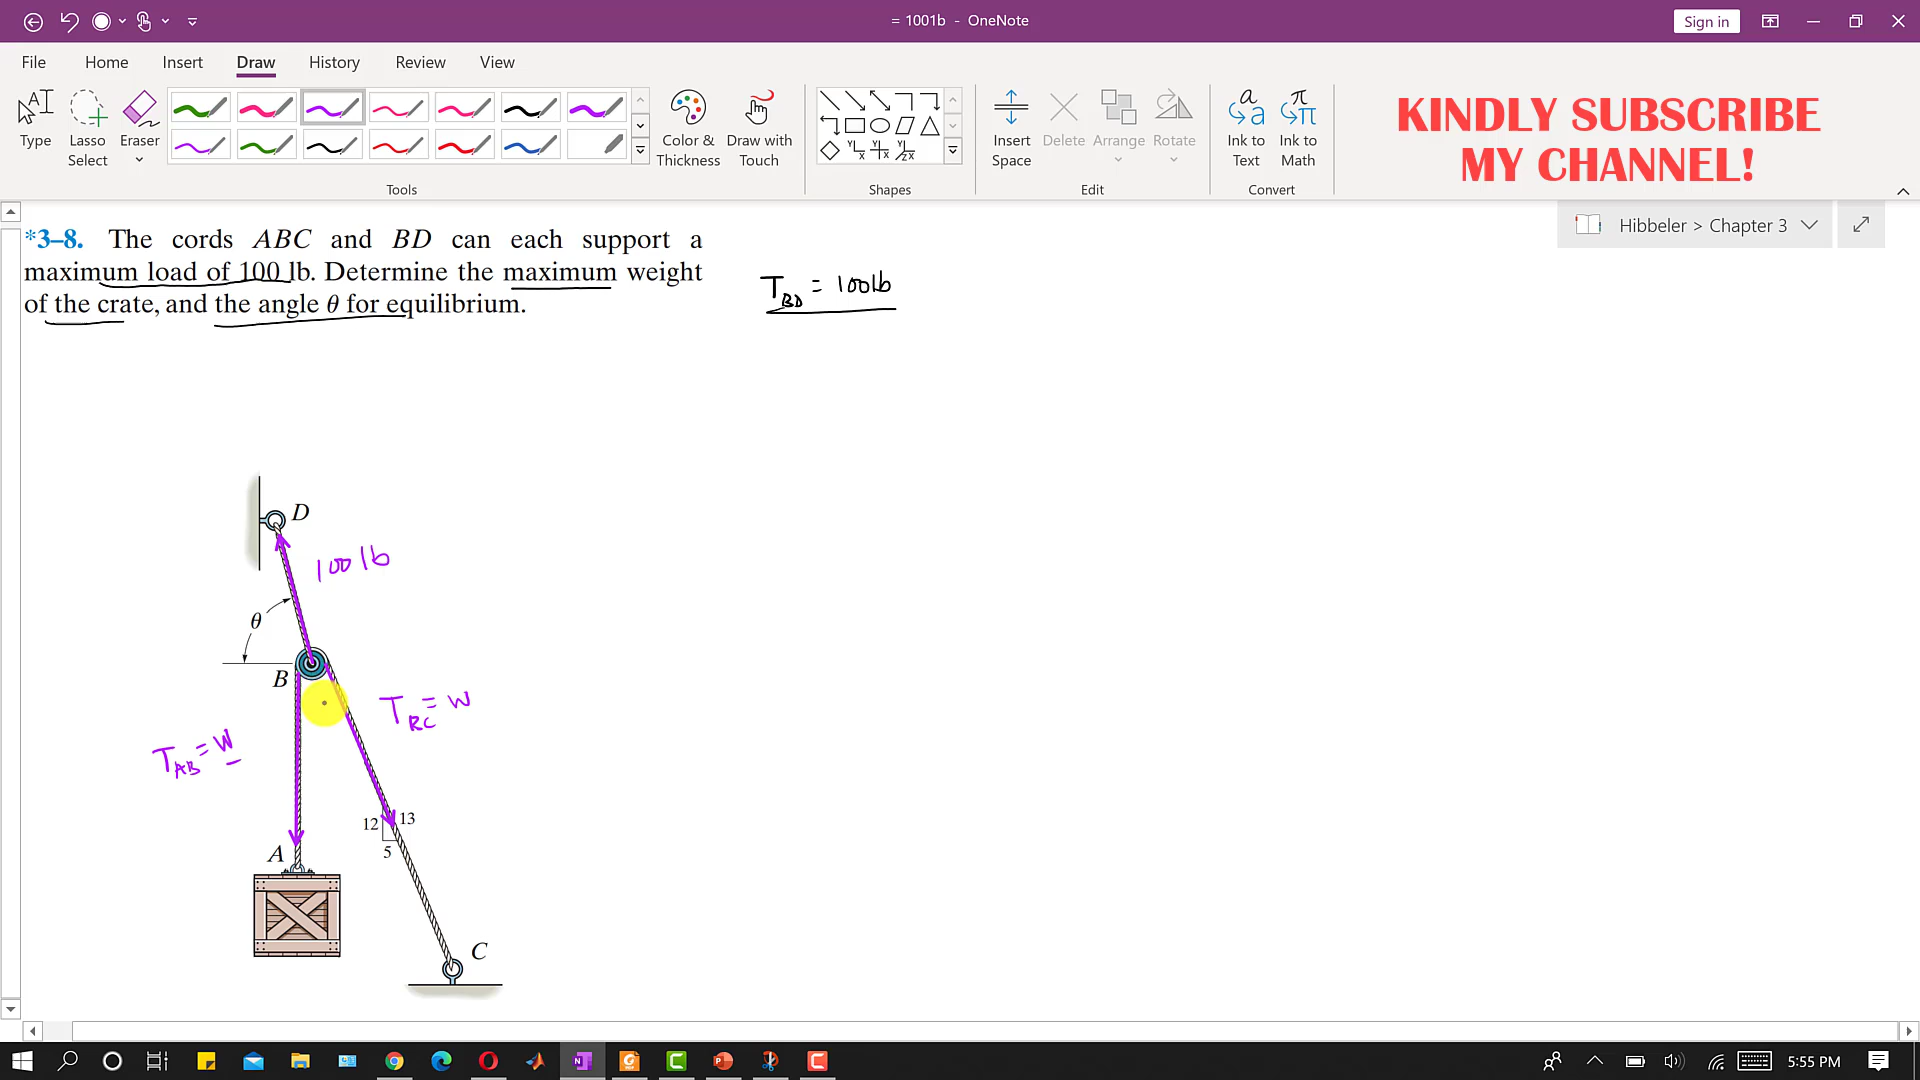 = 1001b - OneNote
Sign in
File Home Insert Draw History Review View
Type
Lasso Select
Eraser
Color & Thickness
Draw with Touch
Insert Space
Delete
Arrange
Rotate
Ink to Text
Ink to Math
Tools
Shapes
Edit
Convert
KINDLY SUBSCRIBE
MY CHANNEL!
Hibbeler > Chapter 3
*3–8. The cords ABC and BD can each support a
maximum load of 100 lb. Determine the maximum weight
of the crate, and the angle θ for equilibrium.
T_BD = 100lb
D
100 lb
θ
B
T_BC = W
T_AB = W
12 13
5
A
C
5:55 PM